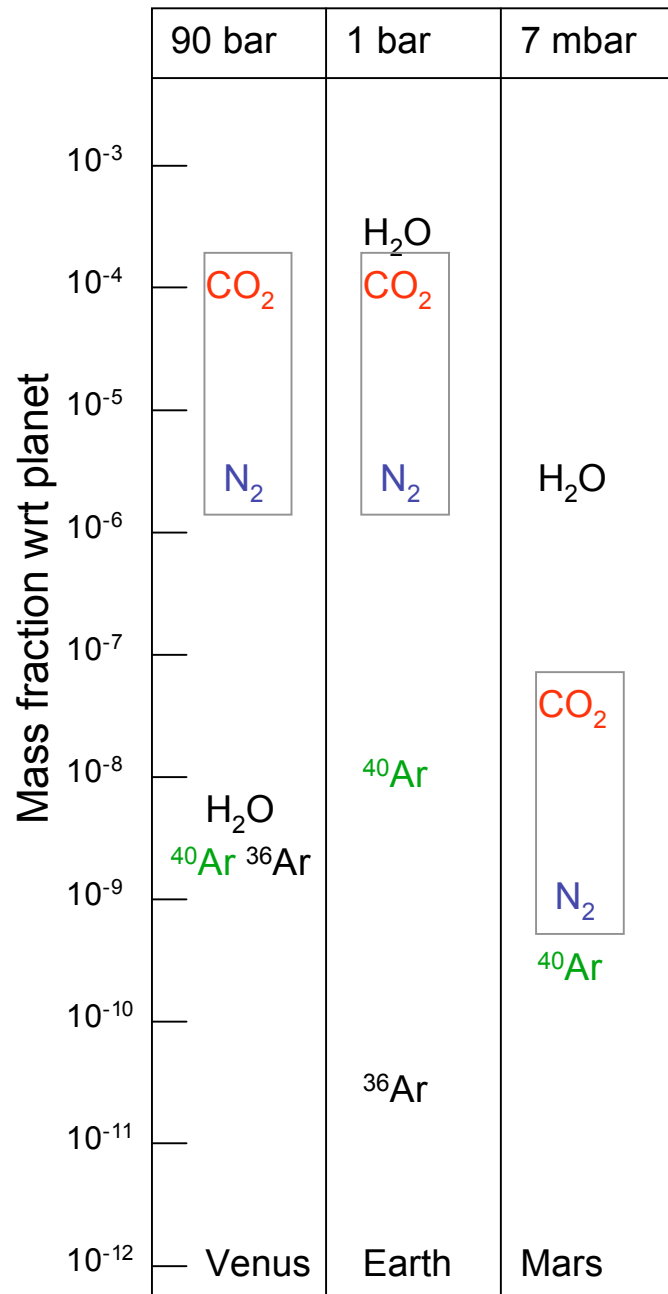 90 bar 1 bar 7 mbar
10⁻³
H₂O
10⁻⁴ CO₂ CO₂
10⁻⁵
N₂ N₂ H₂O
10⁻⁶
10⁻⁷
CO₂
10⁻⁸ ⁴⁰Ar
H₂O
⁴⁰Ar ³⁶Ar
10⁻⁹ N₂
⁴⁰Ar
10⁻¹⁰
³⁶Ar
10⁻¹¹
10⁻¹² Venus Earth Mars
Mass fraction wrt planet